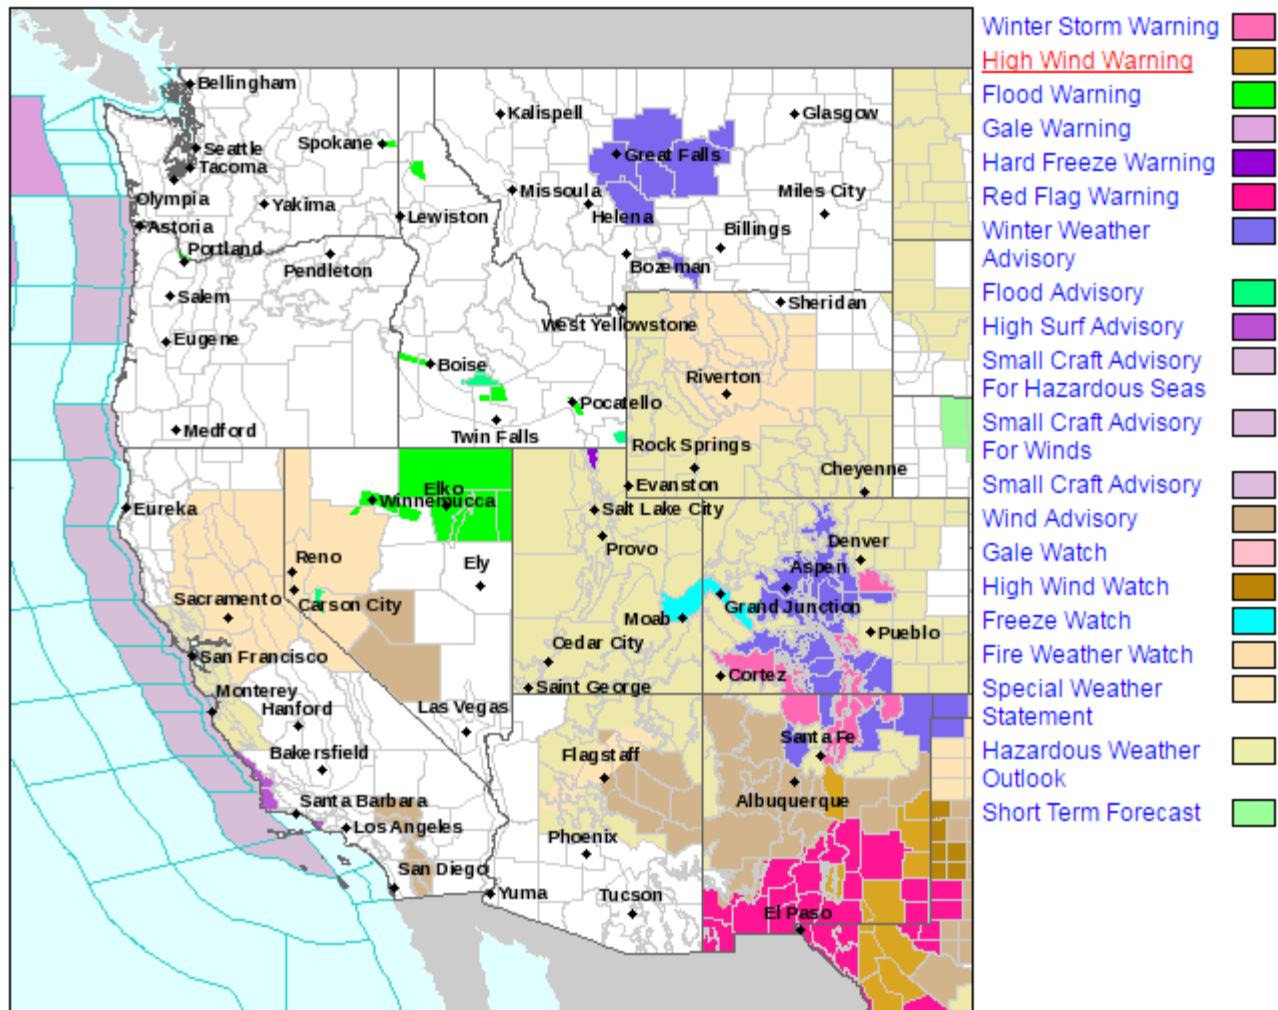 Bellingham
Kalispell
Glasgow
Spokane
Seattle
Great Falls
Tacoma
Missoula
Miles City
Olympia
Yakima
Helena
Lewiston
Astoria
Billings
Portland
Pendleton
Bozeman
Salem
Sheridan
West Yellowstone
Eugene
Boise
Riverton
Pocatello
Medford
Twin Falls
Rock Springs
Cheyenne
Elko
Evanston
Winnemucca
Eureka
Salt Lake City
Provo
Denver
Reno
Ely
Aspen
Sacramento
Carson City
Grand Junction
Moab
Pueblo
Cedar City
San Francisco
Cortez
Saint George
Monterey
Hanford
Las Vegas
Santa Fe
Bakersfield
Flagstaff
Santa Barbara
Albuquerque
Los Angeles
Phoenix
San Diego
Yuma
Tucson
El Paso
Winter Storm Warning
High Wind Warning
Flood Warning
Gale Warning
Hard Freeze Warning
Red Flag Warning
Winter Weather
Advisory
Flood Advisory
High Surf Advisory
Small Craft Advisory
For Hazardous Seas
Small Craft Advisory
For Winds
Small Craft Advisory
Wind Advisory
Gale Watch
High Wind Watch
Freeze Watch
Fire Weather Watch
Special Weather
Statement
Hazardous Weather
Outlook
Short Term Forecast